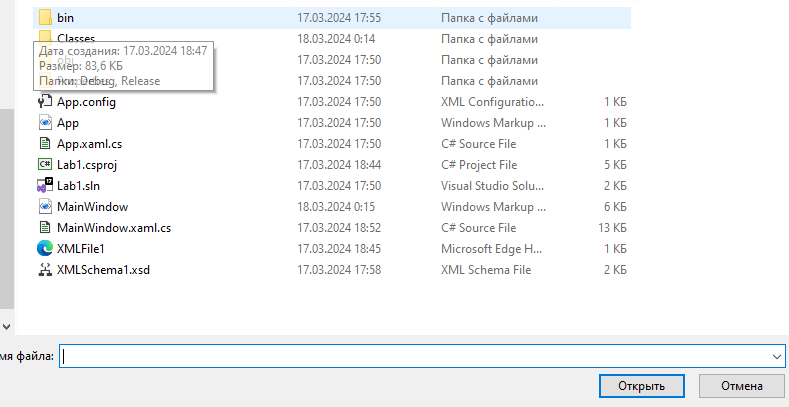 bin 17.03.2024 17:55 Папка с файлами
Classes 18.03.2024 0:14 Папка с файлами
Дата создания: 17.03.2024 18:47
17.03.2024 17:50 Папка с файлами
Размер: 83,6 КБ
Папки: Debug, Release
17.03.2024 17:50 Папка с файлами
App.config 17.03.2024 17:50 XML Configuratio... 1 КБ
App 17.03.2024 17:50 Windows Markup ... 1 КБ
App.xaml.cs 17.03.2024 17:50 C# Source File 1 КБ
Lab1.csproj 17.03.2024 18:44 C# Project File 5 КБ
Lab1.sln 17.03.2024 17:50 Visual Studio Solu... 2 КБ
MainWindow 18.03.2024 0:15 Windows Markup ... 6 КБ
MainWindow.xaml.cs 17.03.2024 18:52 C# Source File 13 КБ
XMLFile1 17.03.2024 18:45 Microsoft Edge H... 1 КБ
XMLSchema1.xsd 17.03.2024 17:58 XML Schema File 2 КБ
мя файла:
Открыть Отмена